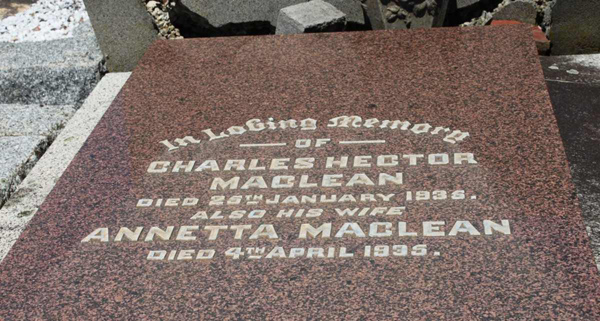 In Loving Memory
OF
CHARLES HECTOR
MACLEAN
DIED 26TH JANUARY 1935.
ALSO HIS WIFE
ANNETTA MACLEAN
DIED 4TH APRIL 1935.